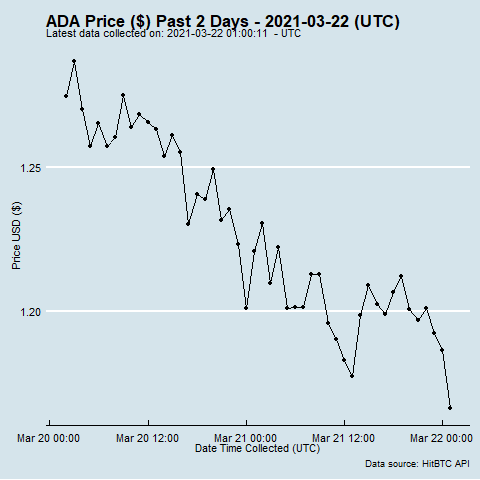 ADA Price ($) Past 2 Days - 2021-03-22 (UTC)
Latest data collected on: 2021-03-22 01:00:11  - UTC
1.25
Price USD ($)
1.20
Mar 20 00:00
Mar 20 12:00
Mar 21 00:00
Mar 21 12:00
Mar 22 00:00
Date Time Collected (UTC)
Data source: HitBTC API